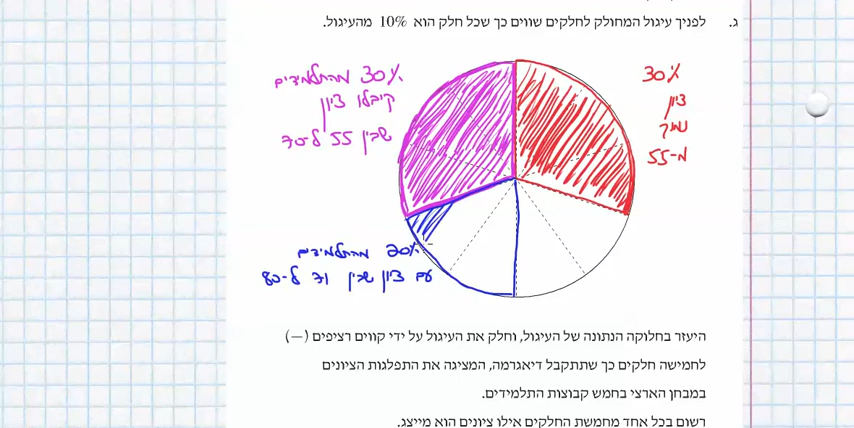 ג. לפניך עיגול המחולק לחלקים שווים כך שכל חלק הוא 10% מהעיגול.
30%
ציון
נמוך
מ-55
30% מהתלמידים
קיבלו ציון
שבין 55 ל-70
20% מהתלמידים
עם ציון שבין 71 ל-80
היעזר בחלוקה הנתונה של העיגול, וחלק את העיגול על ידי קווים רציפים (—)
לחמישה חלקים כך שתתקבל דיאגרמה, המציגה את התפלגות הציונים
במבחן הארצי בחמש קבוצות התלמידים.
רשום בכל אחד מחמשת החלקים אילו ציונים הוא מייצג.